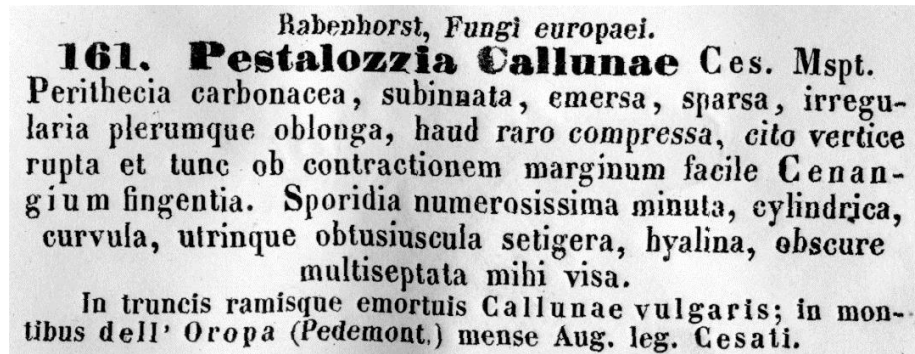 Rabenhorst, Fungi europaei.
161. Pestalozzia Callunae Ces. Mspt.
Perithecia carbonacea, subinnata, emersa, sparsa, irregu-
laria plerumque oblonga, haud raro compressa, cito vertice
rupta et tunc ob contractionem marginum facile Cenan-
gium fingentia. Sporidia numerosissima minuta, cylindrica,
curvula, utrinque obtusiuscula setigera, hyalina, obscure
multiseptata mihi visa.
In truncis ramisque emortuis Callunae vulgaris; in mon-
tibus dell' Oropa (Pedemont.) mense Aug. leg. Cesati.